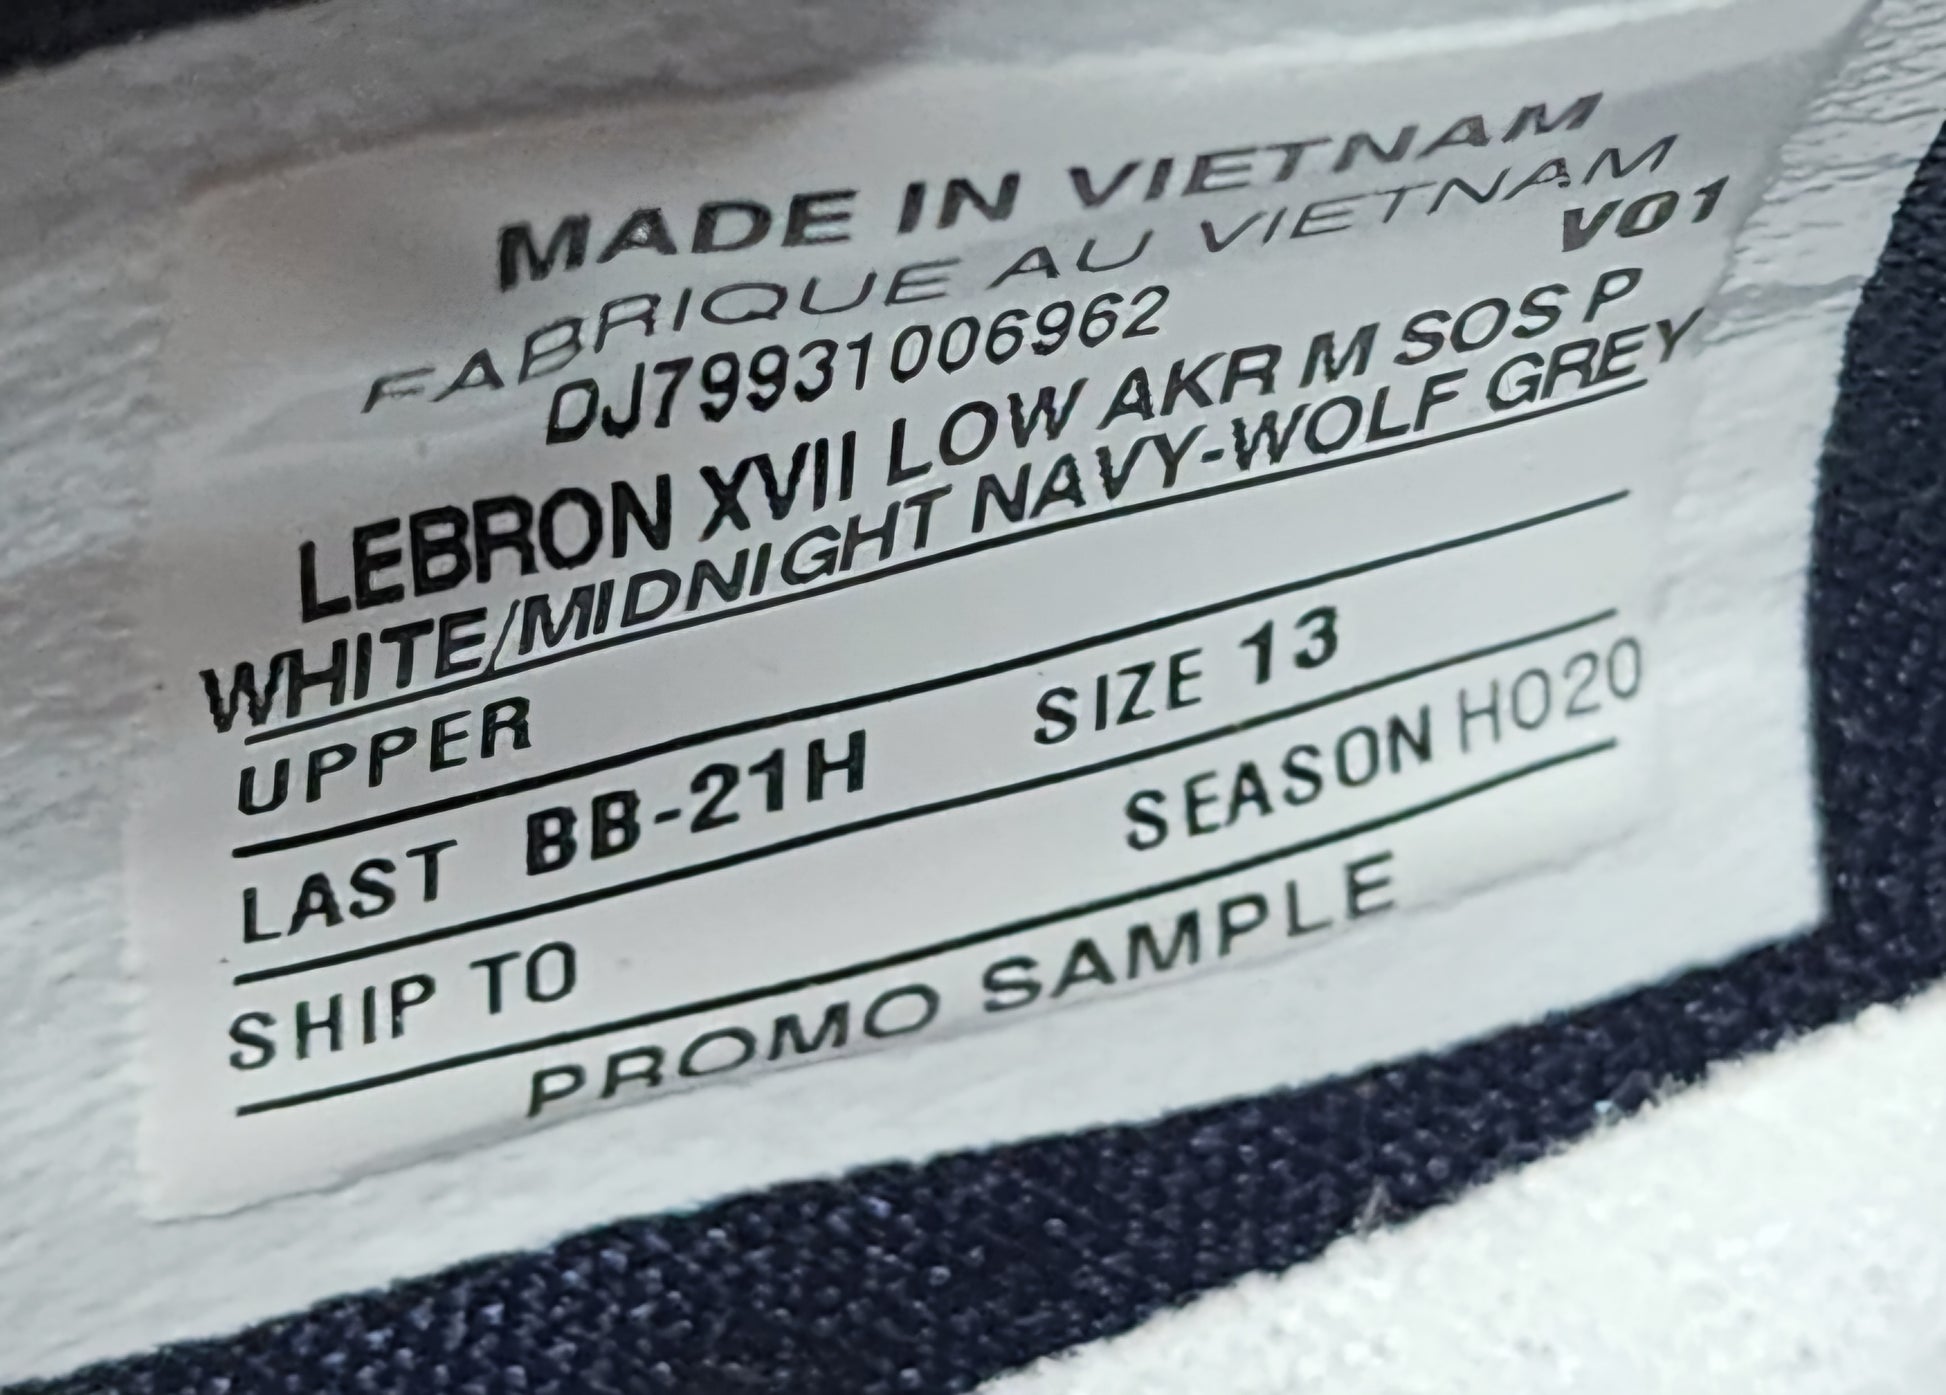 MADE IN VIETNAM
FABRIQUE AU VIETNAM
V01
DJ79931006962
LEBRON XVII LOW AKR M SOS P
WHITE/MIDNIGHT NAVY-WOLF GREY
UPPER
LAST BB-21H SIZE 13
SHIP TO SEASON HO20
PROMO SAMPLE